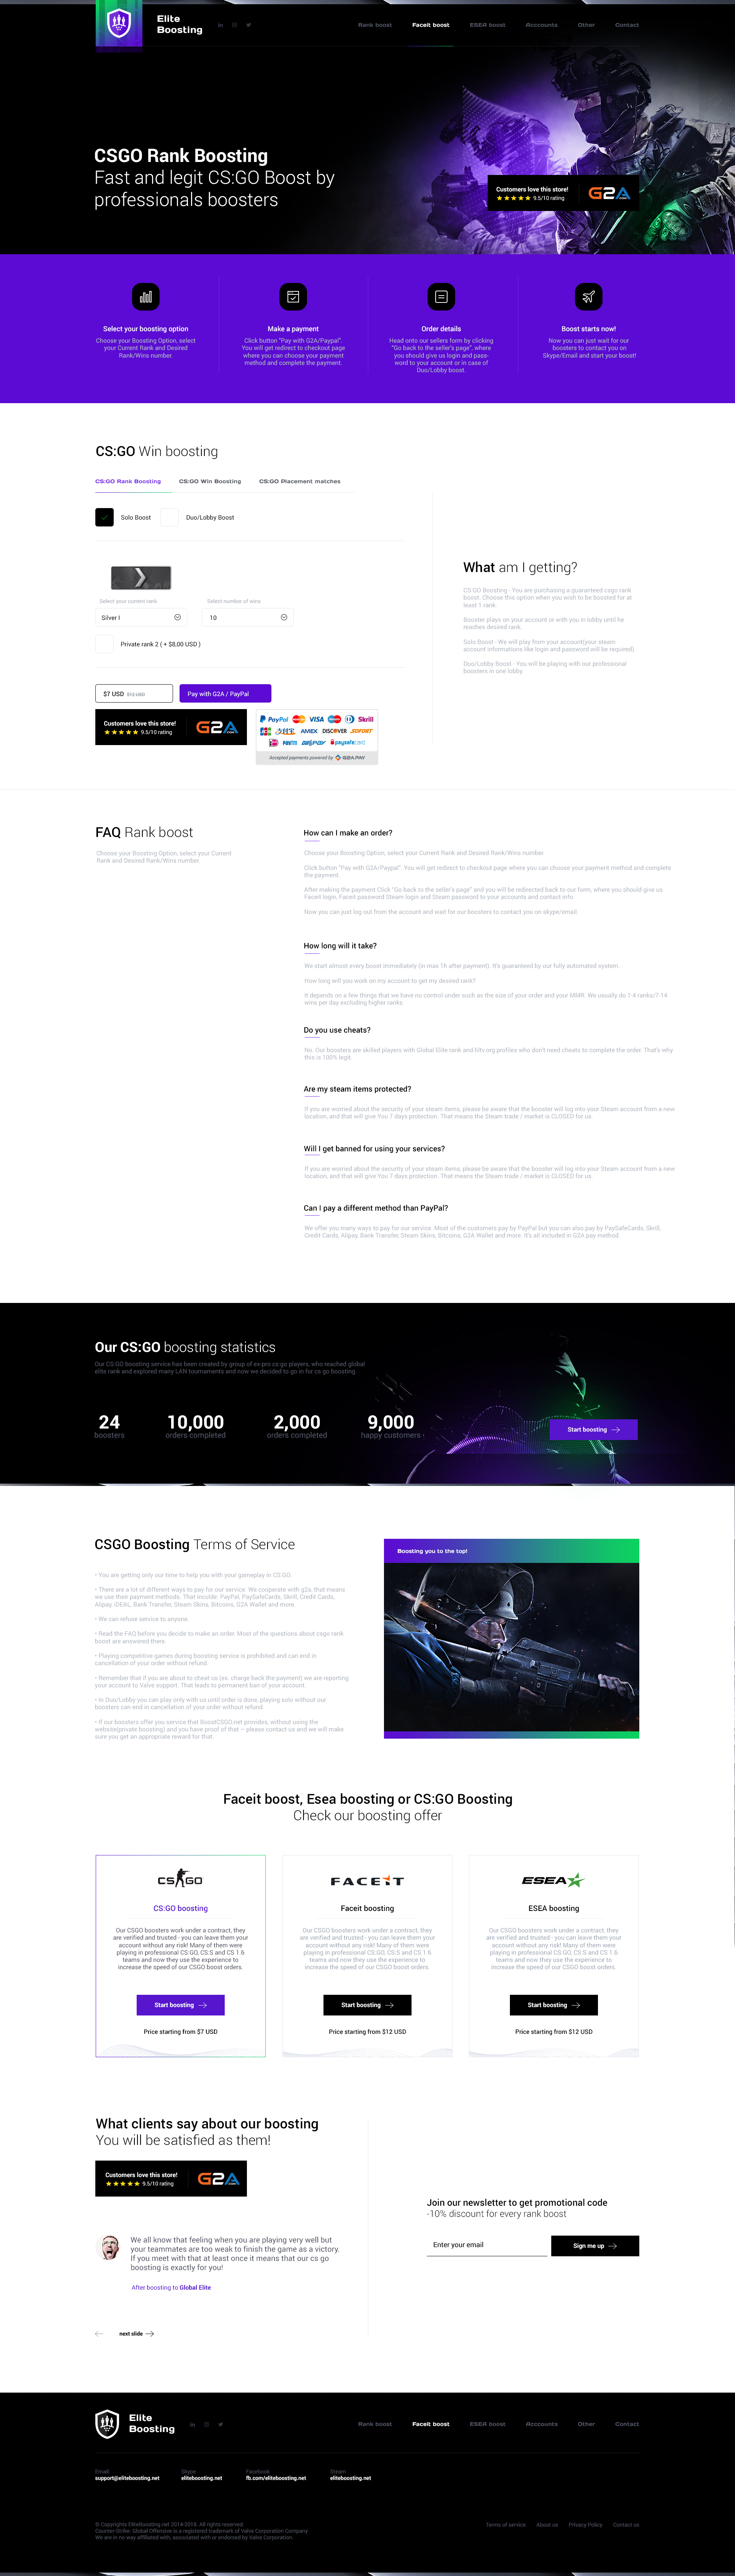 Elite
Boosting
Rank boost
Faceit boost
ESEA boost
Acccounts
Other
Contact
CSGO Rank Boosting
Fast and legit CS:GO Boost by
professionals boosters
Customers love this store!
9.5/10 rating
G2A
Select your boosting option
Choose your Boosting Option, select
your Current Rank and Desired
Rank/Wins number.
Make a payment
Click button "Pay with G2A/Paypal".
You will get redirect to checkout page
where you can choose your payment
method and complete the payment.
Order details
Head onto our sellers form by clicking
"Go back to the seller's page", where
you should give us login and pass-
word to your account or in case of
Duo/Lobby boost.
Boost starts now!
Now you can just wait for our
boosters to contact you on
Skype/Email and start your boost!
CS:GO Win boosting
CS:GO Rank Boosting
CS:GO Win Boosting
CS:GO Placement matches
Solo Boost
Duo/Lobby Boost
Select your current rank
Select number of wins
Silver I
10
Private rank 2 ( + $8,00 USD )
$7 USD $12 USD
Pay with G2A / PayPal
Customers love this store!
9.5/10 rating
G2A
PayPal VISA Skrill
JCB 支付宝 AMEX DISCOVER SOFORT
paysafecard
Accepted payments powered by G2A PAY
What am I getting?
CS:GO Boosting - You are purchasing a guaranteed csgo rank
boost. Choose this option when you wish to be boosted for at
least 1 rank.
Booster plays on your account or with you in lobby until he
reaches desired rank.
Solo Boost - We will play from your account(your steam
account informations like login and password will be required)
Duo/Lobby Boost - You will be playing with our professional
boosters in one lobby.
FAQ Rank boost
Choose your Boosting Option, select your Current
Rank and Desired Rank/Wins number.
How can I make an order?
Choose your Boosting Option, select your Current Rank and Desired Rank/Wins number.
Click button "Pay with G2A/Paypal". You will get redirect to checkout page where you can choose your payment method and complete
the payment.
After making the payment Click "Go back to the seller's page" and you will be redirected back to our form, where you should give us
Faceit login, Faceit password Steam login and Steam password to your accounts and contact info.
Now you can just log out from the account and wait for our boosters to contact you on skype/email.
How long will it take?
We start almost every boost immediately (in max 1h after payment). It's guaranteed by our fully automated system.
How long will you work on my account to get my desired rank?
It depends on a few things that we have no control under such as the size of your order and your MMR. We usually do 1-4 ranks/7-14
wins per day excluding higher ranks.
Do you use cheats?
No. Our boosters are skilled players with Global Elite rank and hltv.org profiles who don't need cheats to complete the order. That's why
this is 100% legit.
Are my steam items protected?
If you are worried about the security of your steam items, please be aware that the booster will log into your Steam account from a new
location, and that will give You 7 days protection. That means the Steam trade / market is CLOSED for us.
Will I get banned for using your services?
If you are worried about the security of your steam items, please be aware that the booster will log into your Steam account from a new
location, and that will give You 7 days protection. That means the Steam trade / market is CLOSED for us.
Can I pay a different method than PayPal?
We offer you many ways to pay for our service. Most of the customers pay by PayPal but you can also pay by PaySafeCards, Skrill,
Credit Cards, Alipay, Bank Transfer, Steam Skins, Bitcoins, G2A Wallet and more. It's all included in G2A pay method.
Our CS:GO boosting statistics
Our CS:GO boosting service has been created by group of ex-pro cs:go players, who reached global
elite rank and explored many LAN tournaments and now we decided to go in for cs go boosting.
24
boosters
10,000
orders completed
2,000
orders completed
9,000
happy customers
Start boosting
CSGO Boosting Terms of Service
• You are getting only our time to help you with your gameplay in CS:GO.
• There are a lot of different ways to pay for our service. We cooperate with g2a, that means
we use their payment methods. That inculde: PayPal, PaySafeCards, Skrill, Credit Cards,
Alipay, iDEAL, Bank Transfer, Steam Skins, Bitcoins, G2A Wallet and more.
• We can refuse service to anyone.
• Read the FAQ before you decide to make an order. Most of the questions about csgo rank
boost are answered there.
• Playing competitive games during boosting service is prohibited and can end in
cancellation of your order without refund.
• Remember that if you are about to cheat us (ex. charge back the payment) we are reporting
your account to Valve support. That leads to permanent ban of your account.
• In Duo/Lobby you can play only with us until order is done, playing solo without our
boosters can end in cancellation of your order without refund.
• If our boosters offer you service that BoostCSGO.net provides, without using the
website(private boosting) and you have proof of that – please contact us and we will make
sure you get an appropriate reward for that.
Boosting you to the top!
Faceit boost, Esea boosting or CS:GO Boosting
Check our boosting offer
CS GO
CS:GO boosting
Our CSGO boosters work under a contract, they
are verified and trusted - you can leave them your
account without any risk! Many of them were
playing in professional CS:GO, CS:S and CS 1.6
teams and now they use the experience to
increase the speed of our CSGO boost orders.
Start boosting
Price starting from $7 USD
FACEIT
Faceit boosting
Our CSGO boosters work under a contract, they
are verified and trusted - you can leave them your
account without any risk! Many of them were
playing in professional CS:GO, CS:S and CS 1.6
teams and now they use the experience to
increase the speed of our CSGO boost orders.
Start boosting
Price starting from $12 USD
ESEA
ESEA boosting
Our CSGO boosters work under a contract, they
are verified and trusted - you can leave them your
account without any risk! Many of them were
playing in professional CS:GO, CS:S and CS 1.6
teams and now they use the experience to
increase the speed of our CSGO boost orders.
Start boosting
Price starting from $12 USD
What clients say about our boosting
You will be satisfied as them!
Customers love this store!
9.5/10 rating
G2A
We all know that feeling when you are playing very well but
your teammates are too weak to finish the game as a victory.
If you meet with that at least once it means that our cs go
boosting is exactly for you!
After boosting to Global Elite
next slide
Join our newsletter to get promotional code
-10% discount for every rank boost
Enter your email
Sign me up
Elite
Boosting
Rank boost
Faceit boost
ESEA boost
Acccounts
Other
Contact
Email
support@eliteboosting.net
Skype
eliteboosting.net
Facebook
fb.com/eliteboosting.net
Steam
eliteboosting.net
© Copyrights EliteBoosting.net 2014-2018. All rights reserved.
Counter-Strike: Global Offensive is a registered trademark of Valve Corporation Company
We are in no way affiliated with, associated with or endorsed by Valve Corporation.
Terms of service
About us
Privacy Policy
Contact us